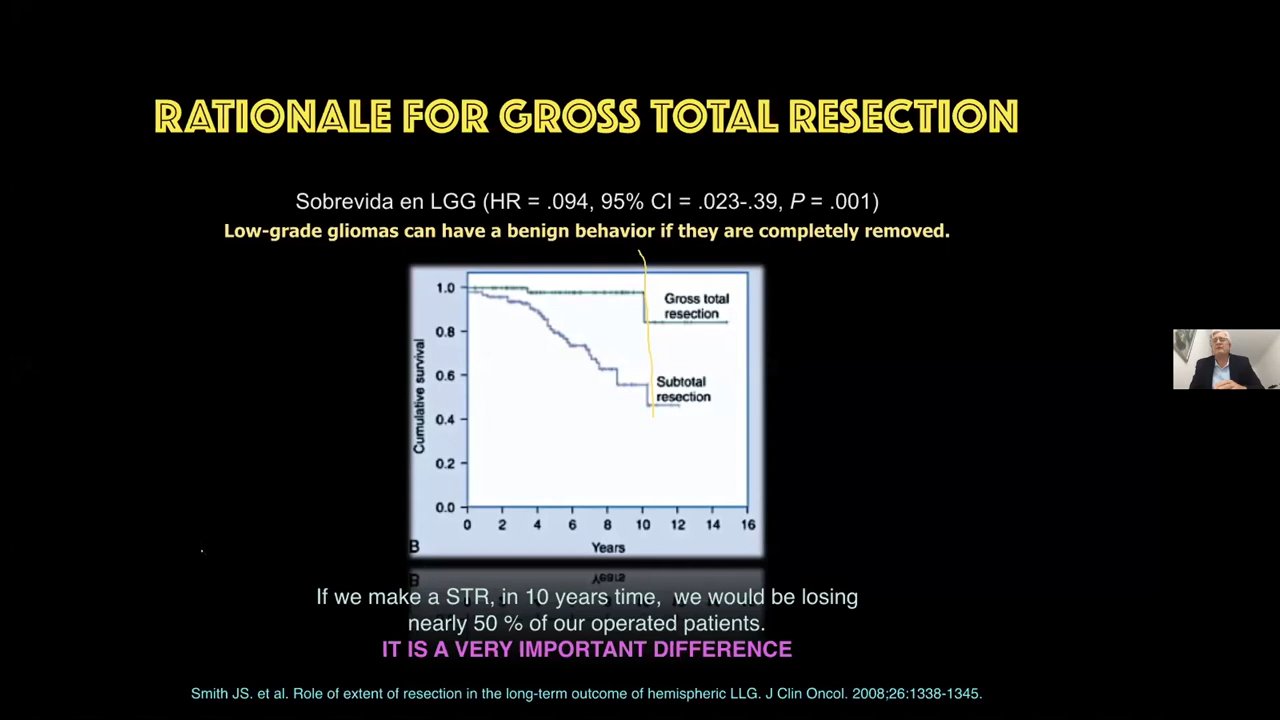 RATIONALE FOR GROSS TOTAL RESECTION
Sobrevida en LGG (HR = .094, 95% CI = .023-.39, P = .001)
Low-grade gliomas can have a benign behavior if they are completely removed.
1.0
0.8
0.6
0.4
0.2
0.0
Cumulative survival
Gross total
resection
Subtotal
resection
0 2 4 6 8 10 12 14 16
B
Years
B
Years
If we make a STR, in 10 years time, we would be losing
nearly 50 % of our operated patients.
IT IS A VERY IMPORTANT DIFFERENCE
Smith JS. et al. Role of extent of resection in the long-term outcome of hemispheric LLG. J Clin Oncol. 2008;26:1338-1345.